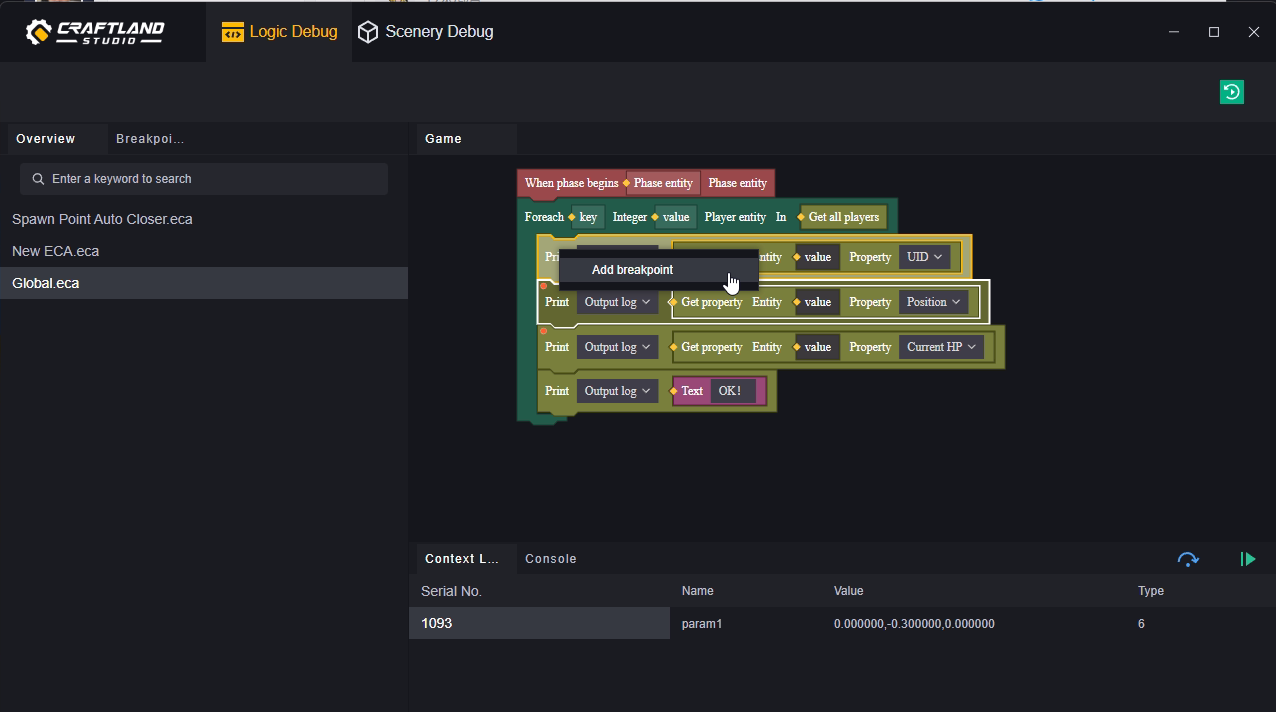 CRAFTLAND
STUDIO
Logic Debug
Scenery Debug
Overview
Breakpoi...
Game
Enter a keyword to search
Spawn Point Auto Closer.eca
New ECA.eca
Global.eca
When phase begins Phase entity Phase entity
Foreach key Integer value Player entity In Get all players
value Property UID
Add breakpoint
Print Output log Get property Entity value Property Position
Print Output log Get property Entity value Property Current HP
Print Output log Text OK!
Context L...
Console
Serial No. Name Value Type
1093 param1 0.000000,-0.300000,0.000000 6